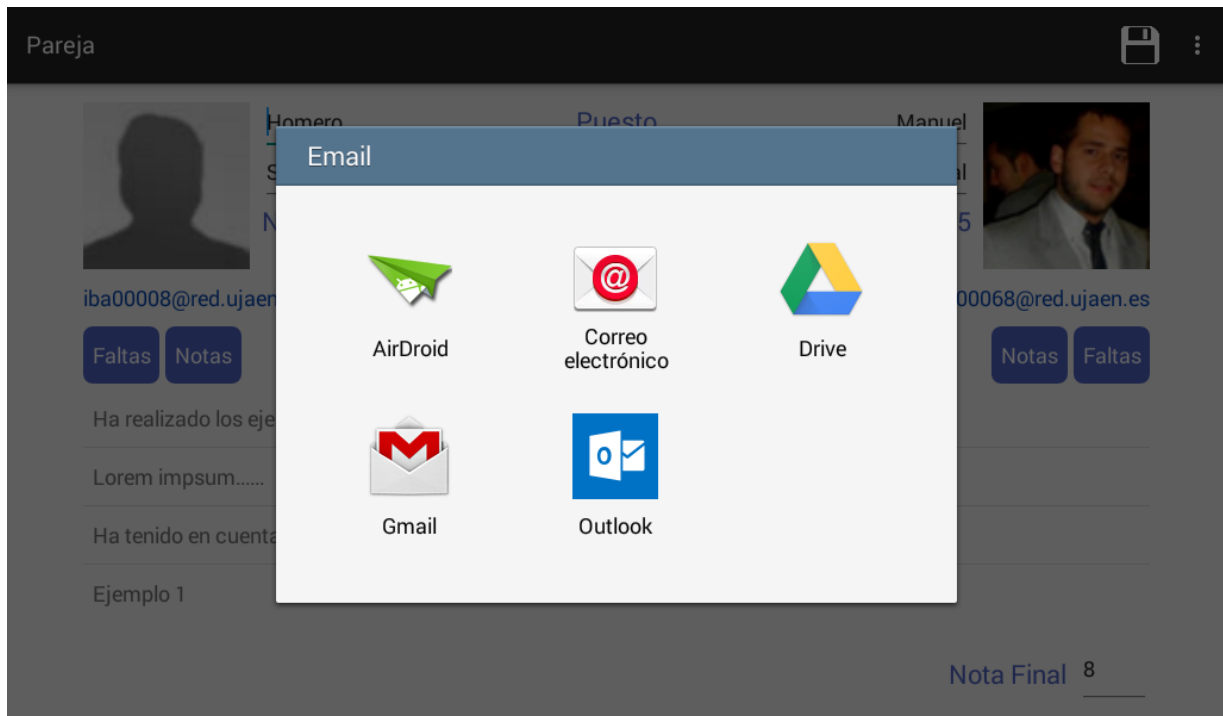 Pareja
Homero Puesto Manuel
Email
5
iba00008@red.ujaen 00068@red.ujaen.es
AirDroid Correo electrónico Drive
Faltas Notas Notas Faltas
Ha realizado los eje
Lorem impsum......
Ha tenido en cuenta
Gmail Outlook
Ejemplo 1
Nota Final 8